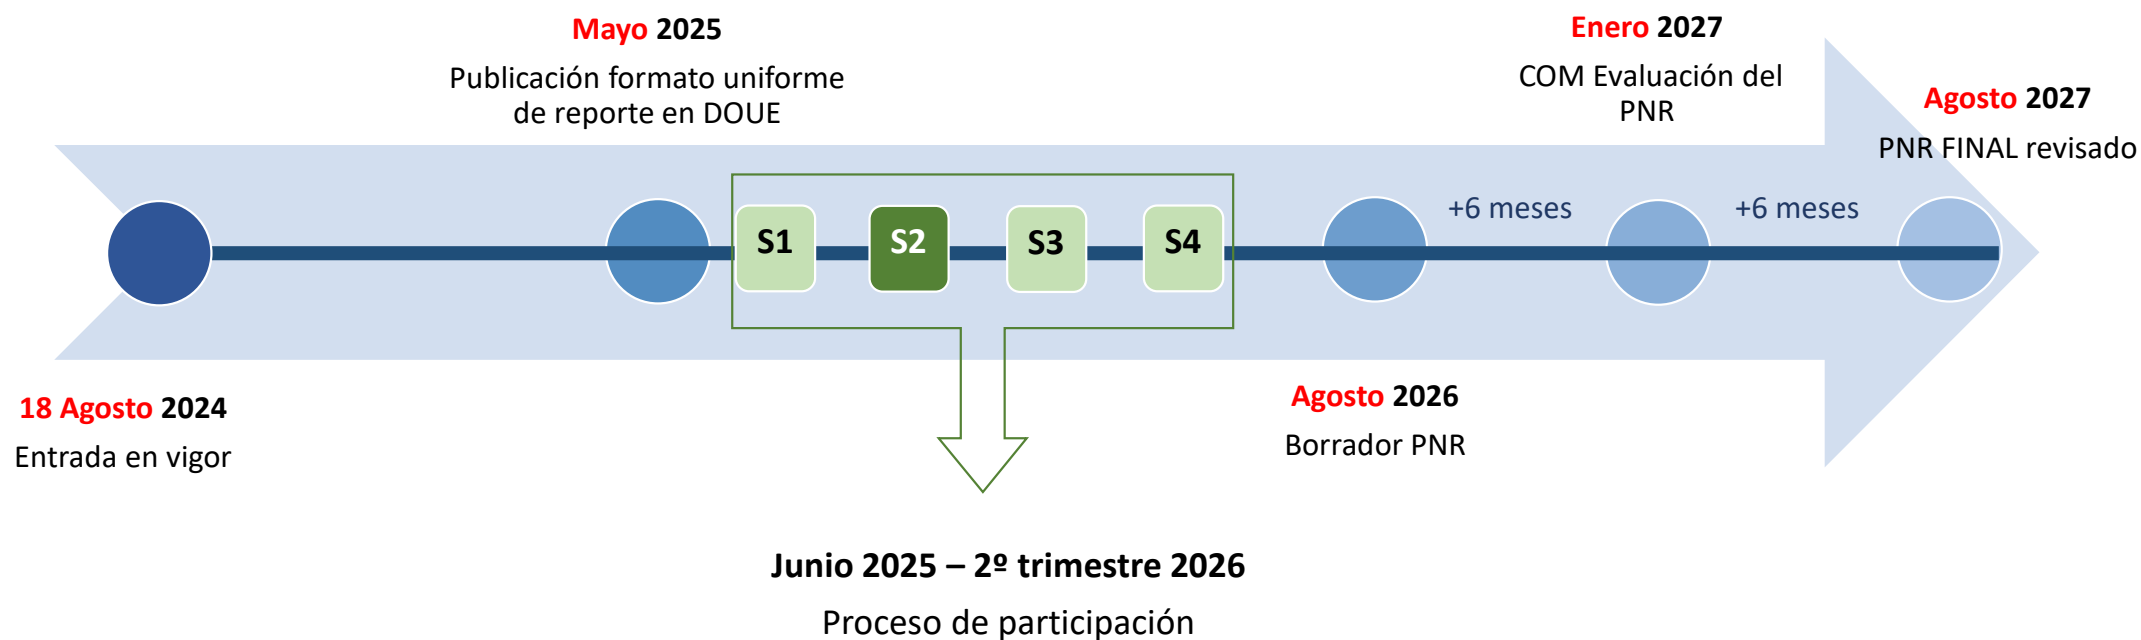 Mayo 2025
Publicación formato uniforme
de reporte en DOUE
Enero 2027
COM Evaluación del
PNR
Agosto 2027
PNR FINAL revisado
S1
S2
S3
S4
+6 meses
+6 meses
18 Agosto 2024
Entrada en vigor
Agosto 2026
Borrador PNR
Junio 2025 – 2º trimestre 2026
Proceso de participación